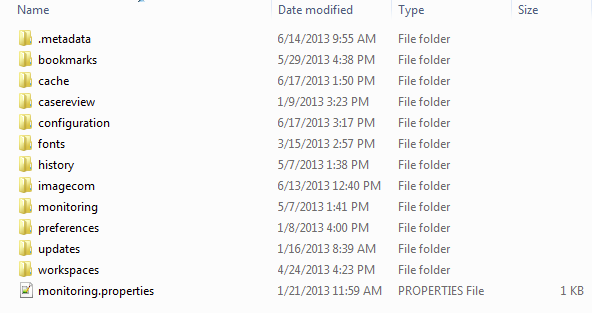 Name Date modified Type Size
.metadata 6/14/2013 9:55 AM File folder
bookmarks 5/29/2013 4:38 PM File folder
cache 6/17/2013 1:50 PM File folder
casereview 1/9/2013 3:23 PM File folder
configuration 6/17/2013 3:17 PM File folder
fonts 3/15/2013 2:57 PM File folder
history 5/7/2013 1:38 PM File folder
imagecom 6/13/2013 12:40 PM File folder
monitoring 5/7/2013 1:41 PM File folder
preferences 1/8/2013 4:00 PM File folder
updates 1/16/2013 8:39 AM File folder
workspaces 4/24/2013 4:23 PM File folder
monitoring.properties 1/21/2013 11:59 AM PROPERTIES File 1 KB